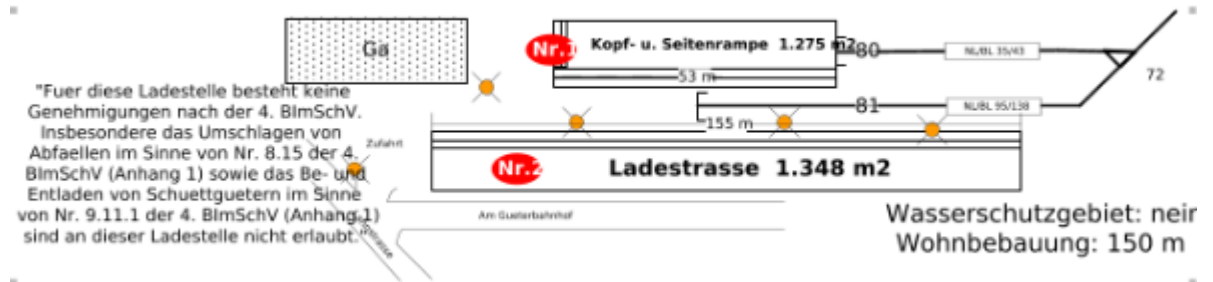 Ga
Nr.1
Kopf- u. Seitenrampe 1.275 m2
80
NL/BL 35/43
53 m
72
81
NL/BL 95/138
155 m
"Fuer diese Ladestelle besteht keine
Genehmigungen nach der 4. BImSchV.
Insbesondere das Umschlagen von
Abfaellen im Sinne von Nr. 8.15 der 4.
BImSchV (Anhang 1) sowie das Be- und
Entladen von Schuettguetern im Sinne
von Nr. 9.11.1 der 4. BImSchV (Anhang 1)
sind an dieser Ladestelle nicht erlaubt."
Zufahrt
Nr.2
Ladestrasse 1.348 m2
Am Gueterbahnhof
Wasserschutzgebiet: nein
Wohnbebauung: 150 m